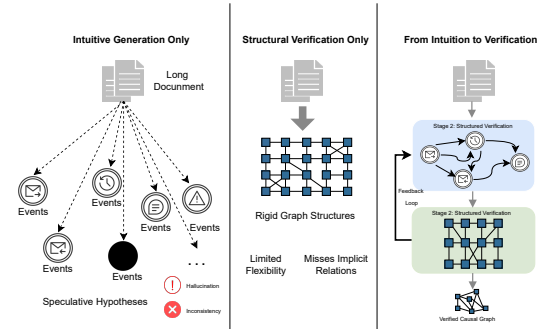 Intuitive Generation Only
Long
Docunment
Events
Events
Events
Events
Events
Events
...
Speculative Hypotheses
Hallucination
Inconsistency
Structural Verification Only
Rigid Graph Structures
Limited
Flexibility
Misses Implicit
Relations
From Intuition to Verification
Stage 2: Structured Verification
Feedback
Loop
Stage 2: Structured Verification
Verified Causal Graph